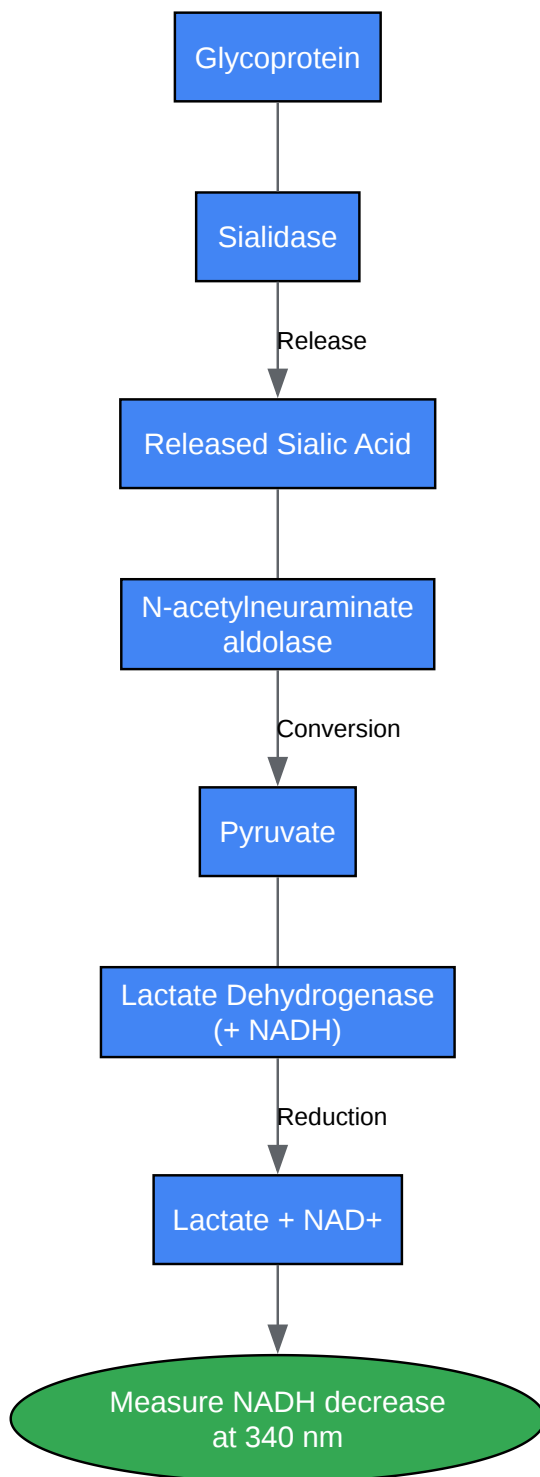 Glycoprotein
Sialidase
Release
Released Sialic Acid
N-acetylneuraminate
aldolase
Conversion
Pyruvate
Lactate Dehydrogenase
(+ NADH)
Reduction
Lactate + NAD+
Measure NADH decrease
at 340 nm